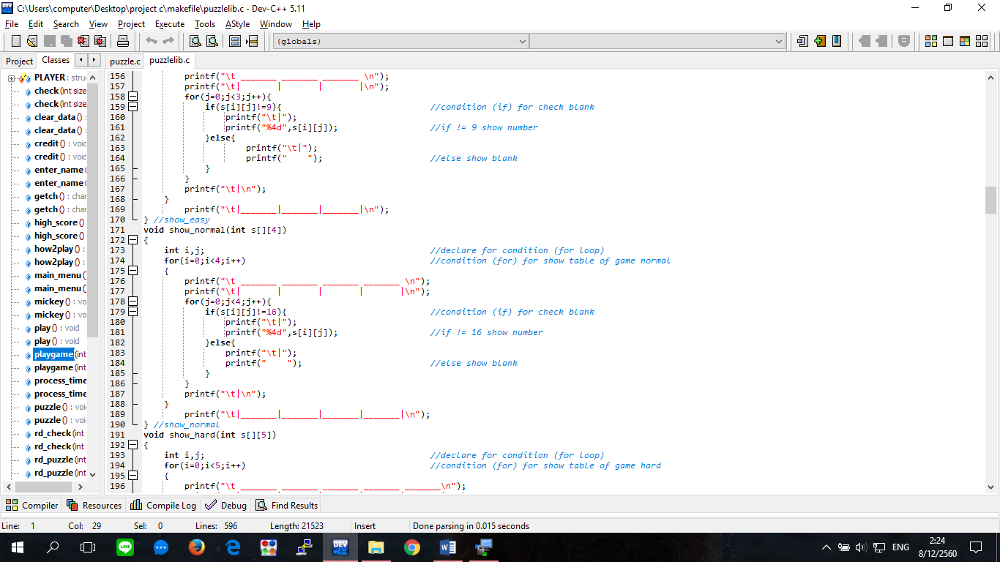 C:\Users\computer\Desktop\project c\makefile\puzzlelib.c - Dev-C++ 5.11
File Edit Search View Project Execute Tools AStyle Window Help
(globals)
Project Classes
puzzle.c puzzlelib.c
PLAYER : stru
check (int size
check (int size
clear_data () :
clear_data () :
credit () : voic
credit () : voic
enter_name (
enter_name (
getch () : char
getch () : char
high_score ()
high_score ()
how2play () :
how2play () :
main_menu (
main_menu (
mickey () : vo
mickey () : vo
play () : void
play () : void
playgame (int
playgame (int
process_time
process_time
puzzle () : voi
puzzle () : voi
rd_check (int
rd_check (int
rd_puzzle (int
rd_puzzle (int
156 printf("\t _______ _______ _______ \n");
157 printf("\t|       |       |       |\n");
158 for(j=0;j<3;j++){
159 if(s[i][j]!=9){ //condition (if) for check blank
160 printf("\t|");
161 printf("%4d",s[i][j]); //if != 9 show number
162 }else{
163 printf("\t|");
164 printf("    "); //else show blank
165 }
166 }
167 printf("\t|\n");
168 }
169 printf("\t|_______|_______|_______|\n");
170 } //show_easy
171 void show_normal(int s[][4])
172 {
173 int i,j; //declare for condition (for loop)
174 for(i=0;i<4;i++) //condition (for) for show table of game normal
175 {
176 printf("\t _______ _______ _______ _______ \n");
177 printf("\t|       |       |       |       |\n");
178 for(j=0;j<4;j++){
179 if(s[i][j]!=16){ //condition (if) for check blank
180 printf("\t|");
181 printf("%4d",s[i][j]); //if != 16 show number
182 }else{
183 printf("\t|");
184 printf("    "); //else show blank
185 }
186 }
187 printf("\t|\n");
188 }
189 printf("\t|_______|_______|_______|_______|\n");
190 } //show_normal
191 void show_hard(int s[][5])
192 {
193 int i,j; //declare for condition (for loop)
194 for(i=0;i<5;i++) //condition (for) for show table of game hard
195 {
196 printf("\t _______ _______ _______ _______ _______\n");
Compiler Resources Compile Log Debug Find Results
Line: 1 Col: 29 Sel: 0 Lines: 596 Length: 21523 Insert Done parsing in 0.015 seconds
LINE
DEV
ENG
2:24
8/12/2560